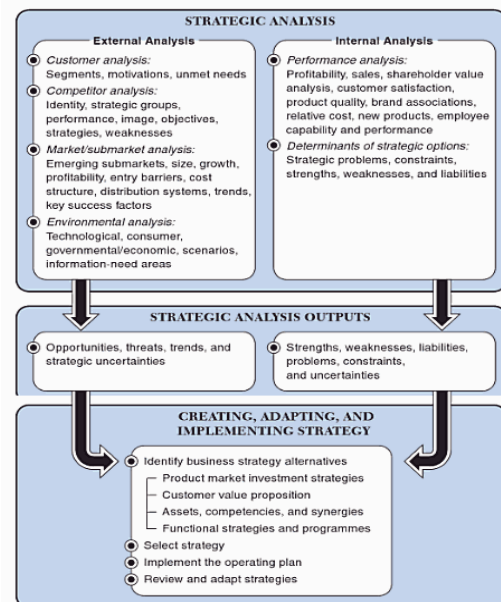 STRATEGIC ANALYSIS
External Analysis
Customer analysis:
Segments, motivations, unmet needs
Competitor analysis:
Identity, strategic groups,
performance, image, objectives,
strategies, weaknesses
Market/submarket analysis:
Emerging submarkets, size, growth,
profitability, entry barriers, cost
structure, distribution systems, trends,
key success factors
Environmental analysis:
Technological, consumer,
governmental/economic, scenarios,
information-need areas
Internal Analysis
Performance analysis:
Profitability, sales, shareholder value
analysis, customer satisfaction,
product quality, brand associations,
relative cost, new products, employee
capability and performance
Determinants of strategic options:
Strategic problems, constraints,
strengths, weaknesses, and liabilities
STRATEGIC ANALYSIS OUTPUTS
Opportunities, threats, trends, and
strategic uncertainties
Strengths, weaknesses, liabilities,
problems, constraints,
and uncertainties
CREATING, ADAPTING, AND
IMPLEMENTING STRATEGY
Identify business strategy alternatives
Product market investment strategies
Customer value proposition
Assets, competencies, and synergies
Functional strategies and programmes
Select strategy
Implement the operating plan
Review and adapt strategies